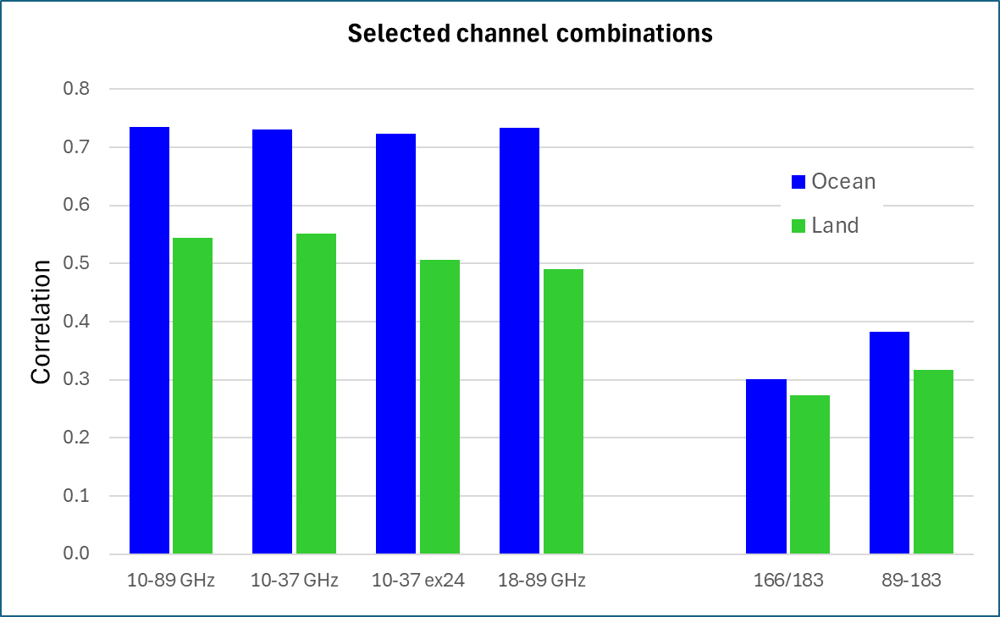 Selected channel combinations
0.8
0.7
0.6
0.5
0.4
0.3
0.2
0.1
0.0
Correlation
Ocean
Land
10-89 GHz 10-37 GHz 10-37 ex24 18-89 GHz 166/183 89-183